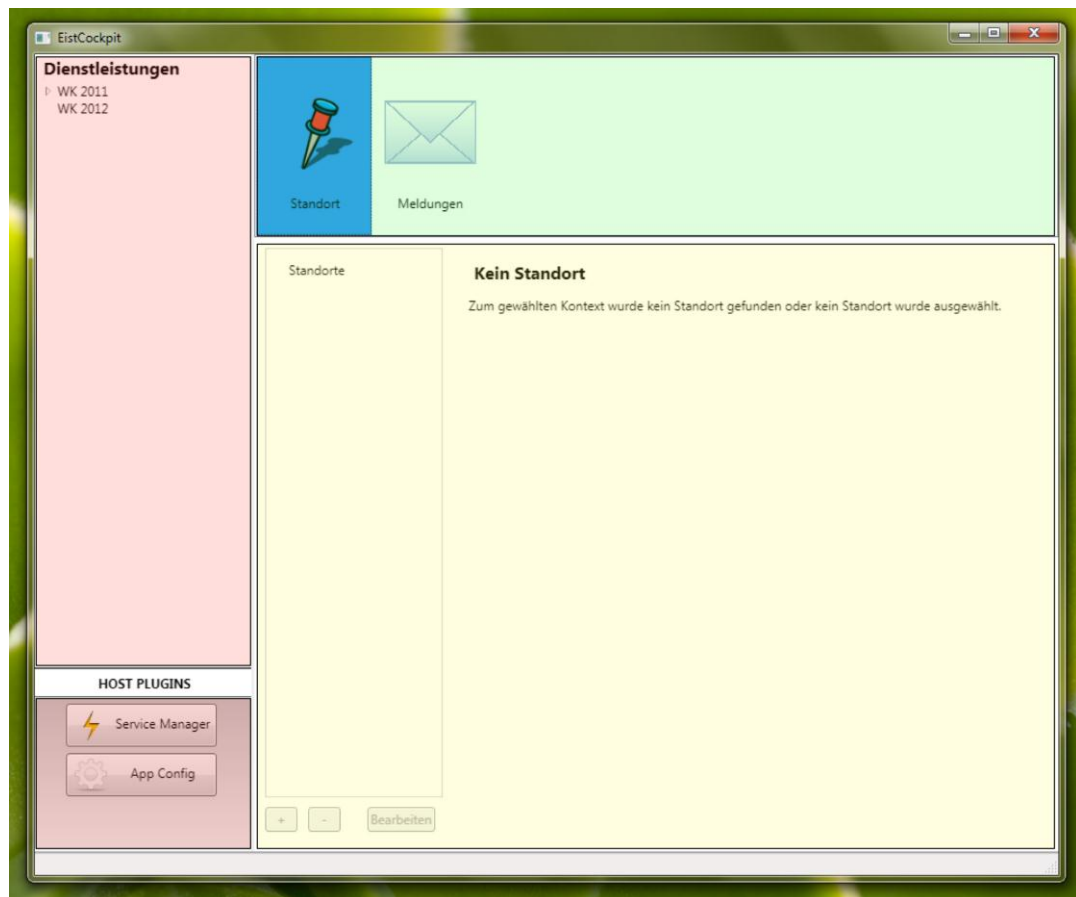 EistCockpit
Dienstleistungen
WK 2011
WK 2012
Standort
Meldungen
Standorte
Kein Standort
Zum gewählten Kontext wurde kein Standort gefunden oder kein Standort wurde ausgewählt.
HOST PLUGINS
Service Manager
App Config
+ - Bearbeiten